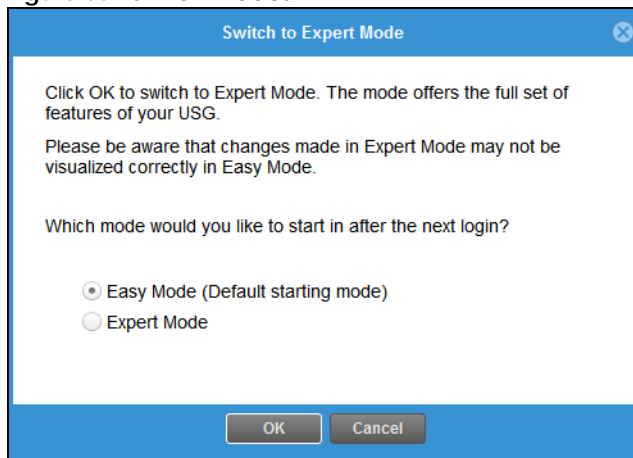 Switch to Expert Mode
Click OK to switch to Expert Mode. The mode offers the full set of
features of your USG.
Please be aware that changes made in Expert Mode may not be
visualized correctly in Easy Mode.
Which mode would you like to start in after the next login?
Easy Mode (Default starting mode)
Expert Mode
OK Cancel